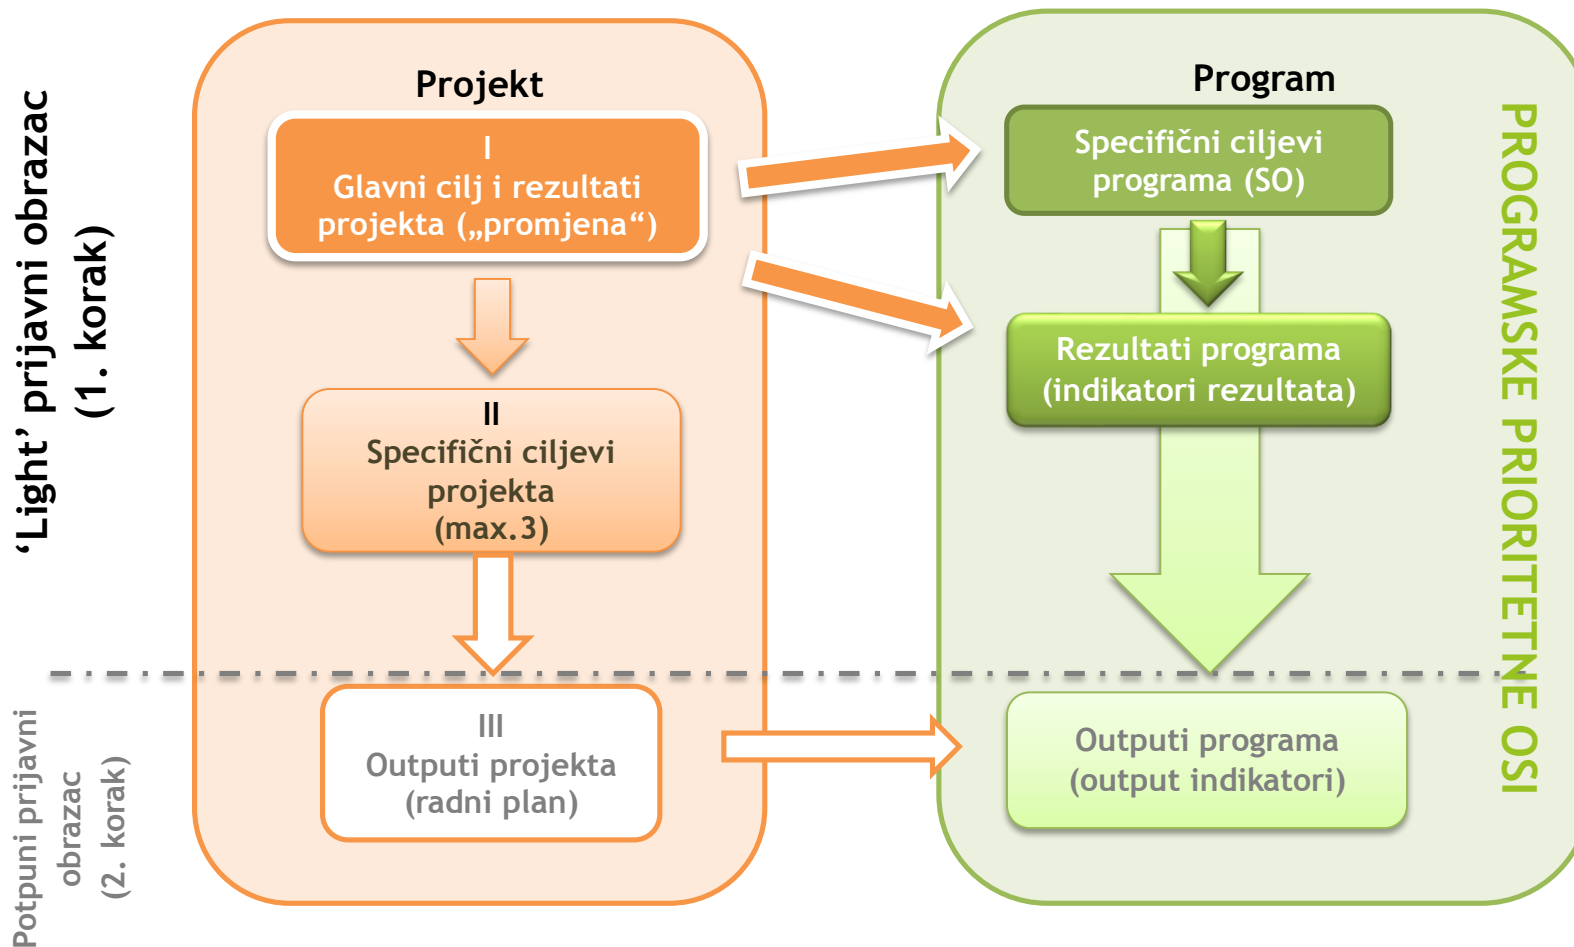 ‘Light’ prijavni obrazac
(1. korak)
Potpuni prijavni
obrazac
(2. korak)
Projekt
I
Glavni cilj i rezultati
projekta („promjena“)
II
Specifični ciljevi
projekta
(max.3)
III
Outputi projekta
(radni plan)
Program
Specifični ciljevi
programa (SO)
Rezultati programa
(indikatori rezultata)
Outputi programa
(output indikatori)
PROGRAMSKE PRIORITETNE OSI